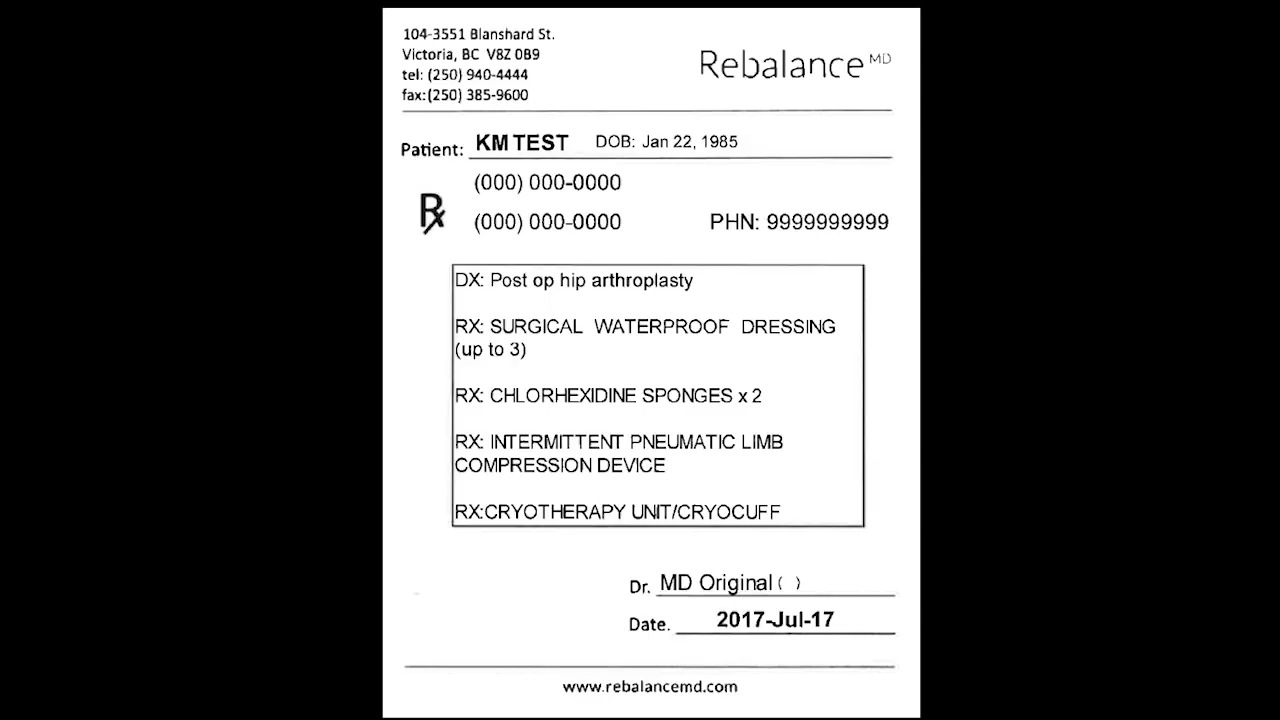 104-3551 Blanshard St.
Victoria, BC V8Z 0B9
tel: (250) 940-4444
fax:(250) 385-9600
Rebalance MD
Patient: KM TEST DOB: Jan 22, 1985
(000) 000-0000
℞
(000) 000-0000 PHN: 9999999999
DX: Post op hip arthroplasty
RX: SURGICAL WATERPROOF DRESSING
(up to 3)
RX: CHLORHEXIDINE SPONGES x 2
RX: INTERMITTENT PNEUMATIC LIMB
COMPRESSION DEVICE
RX:CRYOTHERAPY UNIT/CRYOCUFF
Dr. MD Original ( )
Date. 2017-Jul-17
www.rebalancemd.com